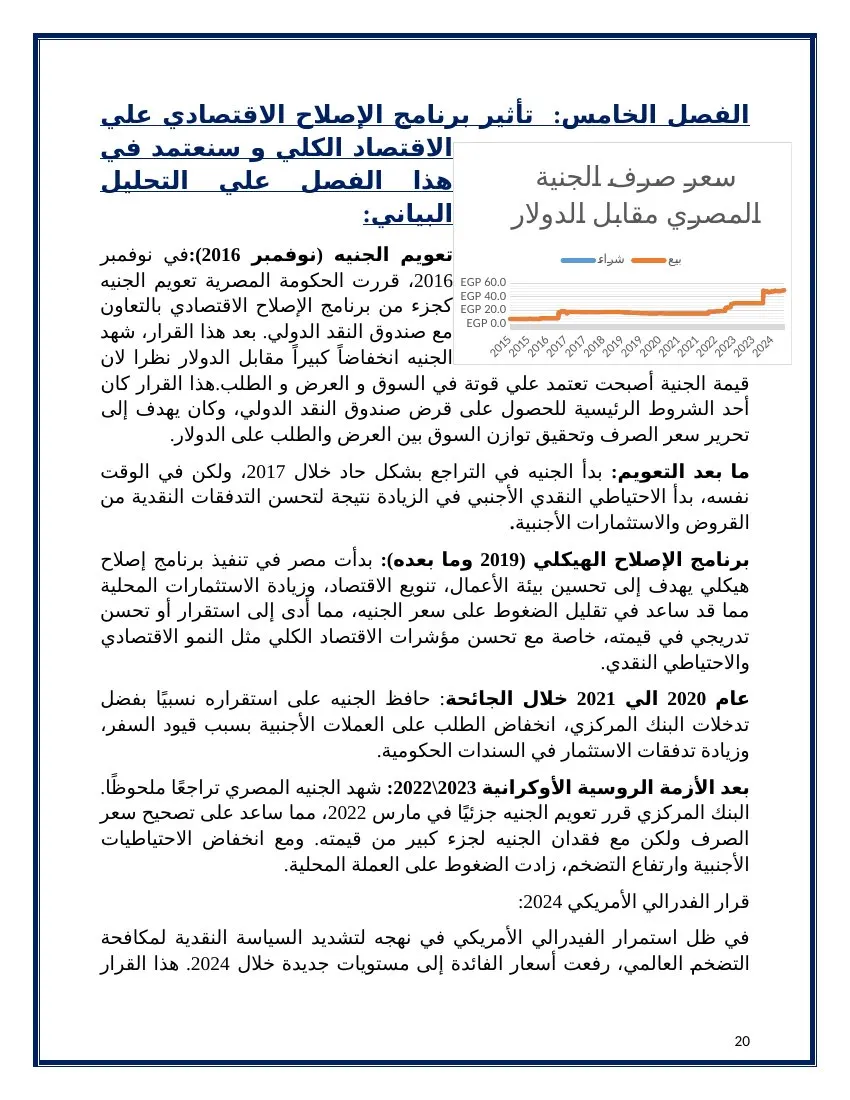 الفصل الخامس: تأثير برنامج الإصلاح الاقتصادي علي
الاقتصاد الكلي و سنعتمد في
هذا الفصل علي التحليل
البياني:
سعر صرف الجنية
المصري مقابل الدولار
شراء
بيع
EGP 60.0
EGP 40.0
EGP 20.0
EGP 0.0
2015 2015 2016 2017 2017 2018 2019 2019 2020 2021 2021 2022 2023 2023 2024
تعويم الجنيه (نوفمبر 2016):في نوفمبر
2016، قررت الحكومة المصرية تعويم الجنيه
كجزء من برنامج الإصلاح الاقتصادي بالتعاون
مع صندوق النقد الدولي. بعد هذا القرار، شهد
الجنيه انخفاضاً كبيراً مقابل الدولار نظرا لان
قيمة الجنية أصبحت تعتمد علي قوتة في السوق و العرض و الطلب.هذا القرار كان
أحد الشروط الرئيسية للحصول على قرض صندوق النقد الدولي، وكان يهدف إلى
تحرير سعر الصرف وتحقيق توازن السوق بين العرض والطلب على الدولار.
ما بعد التعويم: بدأ الجنيه في التراجع بشكل حاد خلال 2017، ولكن في الوقت
نفسه، بدأ الاحتياطي النقدي الأجنبي في الزيادة نتيجة لتحسن التدفقات النقدية من
القروض والاستثمارات الأجنبية.
برنامج الإصلاح الهيكلي (2019 وما بعده): بدأت مصر في تنفيذ برنامج إصلاح
هيكلي يهدف إلى تحسين بيئة الأعمال، تنويع الاقتصاد، وزيادة الاستثمارات المحلية
مما قد ساعد في تقليل الضغوط على سعر الجنيه، مما أدى إلى استقرار أو تحسن
تدريجي في قيمته، خاصة مع تحسن مؤشرات الاقتصاد الكلي مثل النمو الاقتصادي
والاحتياطي النقدي.
عام 2020 الي 2021 خلال الجائحة: حافظ الجنيه على استقراره نسبيًا بفضل
تدخلات البنك المركزي، انخفاض الطلب على العملات الأجنبية بسبب قيود السفر،
وزيادة تدفقات الاستثمار في السندات الحكومية.
بعد الأزمة الروسية الأوكرانية 2023\2022: شهد الجنيه المصري تراجعًا ملحوظًا.
البنك المركزي قرر تعويم الجنيه جزئيًا في مارس 2022، مما ساعد على تصحيح سعر
الصرف ولكن مع فقدان الجنيه لجزء كبير من قيمته. ومع انخفاض الاحتياطيات
الأجنبية وارتفاع التضخم، زادت الضغوط على العملة المحلية.
قرار الفدرالي الأمريكي 2024:
في ظل استمرار الفيدرالي الأمريكي في نهجه لتشديد السياسة النقدية لمكافحة
التضخم العالمي، رفعت أسعار الفائدة إلى مستويات جديدة خلال 2024. هذا القرار
20